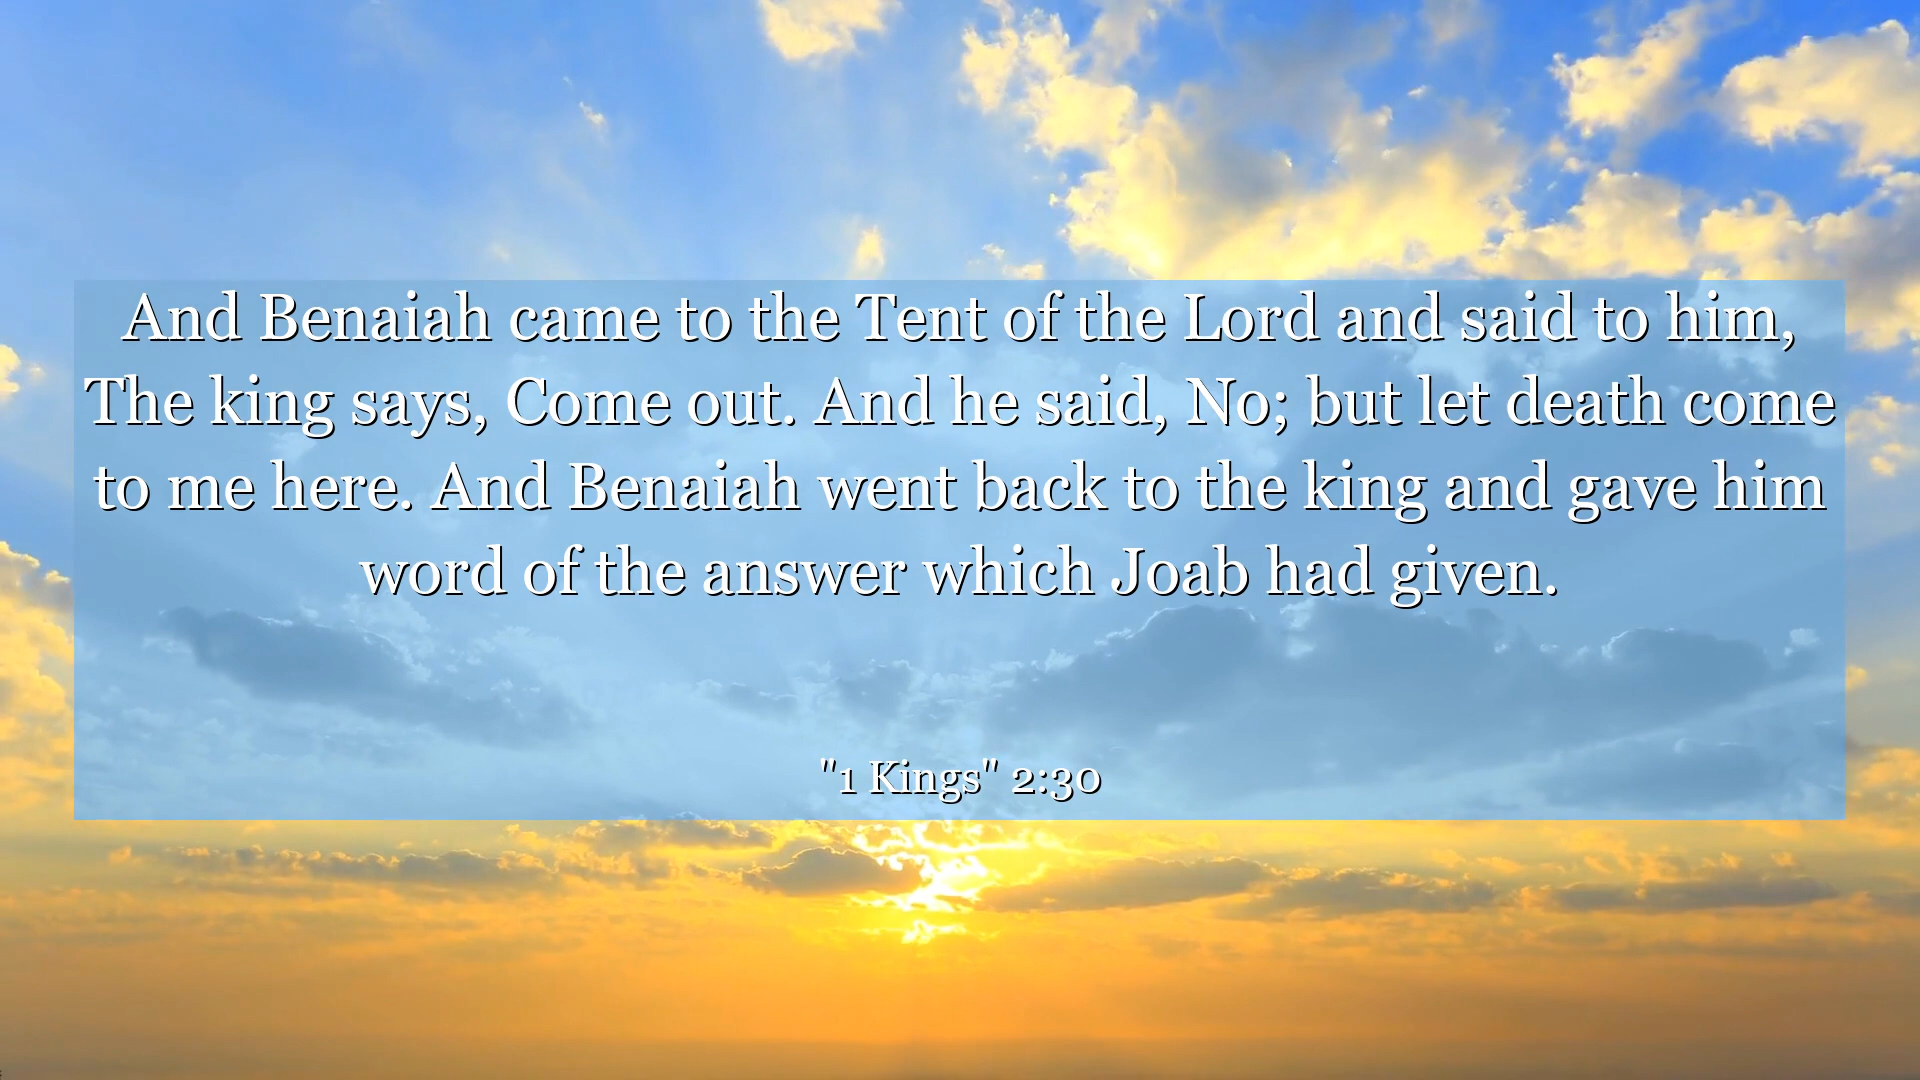 And Benaiah came to the Tent of the Lord and said to him,
The king says, Come out. And he said, No; but let death come
to me here. And Benaiah went back to the king and gave him
word of the answer which Joab had given.
"1 Kings" 2:30